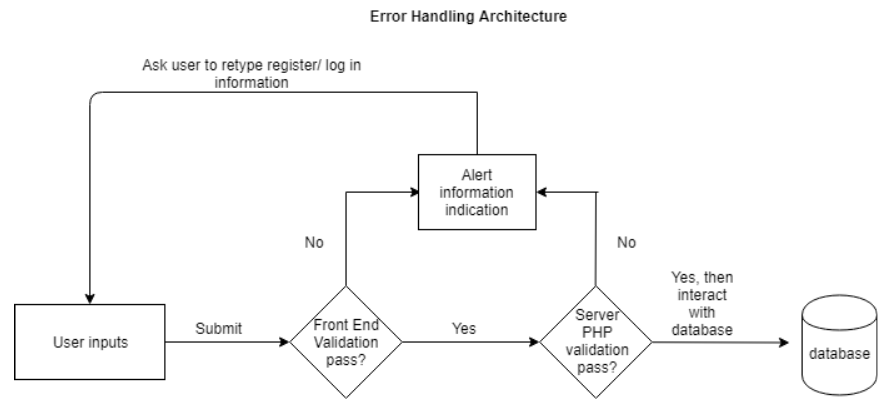 Error Handling Architecture
Ask user to retype register/ log in
information
Alert
information
indication
No
No
User inputs
Submit
Front End
Validation
pass?
Yes
Server
PHP
validation
pass?
Yes, then
interact
with
database
database